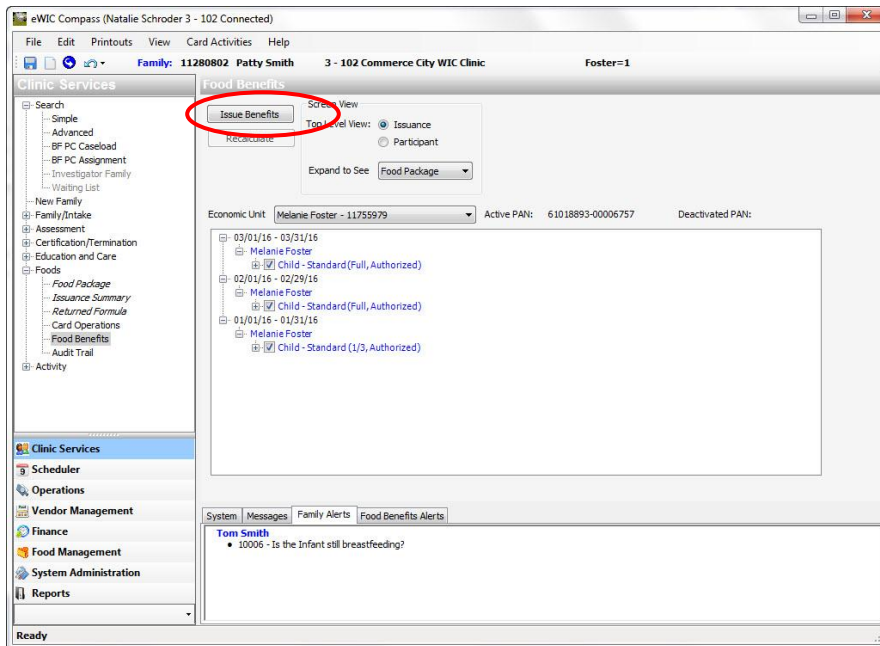 eWIC Compass (Natalie Schroder 3 - 102 Connected)
File Edit Printouts View Card Activities Help
Family: 11280802 Patty Smith 3 - 102 Commerce City WIC Clinic Foster=1
Clinic Services
Food Benefits
Search
Simple
Advanced
BF PC Caseload
BF PC Assignment
Investigator Family
Waiting List
New Family
Family/Intake
Assessment
Certification/Termination
Education and Care
Foods
Food Package
Issuance Summary
Returned Formula
Card Operations
Food Benefits
Audit Trail
Activity
Clinic Services
9 Scheduler
Operations
Vendor Management
Finance
Food Management
System Administration
Reports
Issue Benefits
Recalculate
Screen View
Top Level View: Issuance
Participant
Expand to See Food Package
Economic Unit Melanie Foster - 11755979 Active PAN: 61018893-00006757 Deactivated PAN:
03/01/16 - 03/31/16
Melanie Foster
Child - Standard (Full, Authorized)
02/01/16 - 02/29/16
Melanie Foster
Child - Standard (Full, Authorized)
01/01/16 - 01/31/16
Melanie Foster
Child - Standard (1/3, Authorized)
System Messages Family Alerts Food Benefits Alerts
Tom Smith
• 10006 - Is the Infant still breastfeeding?
Ready